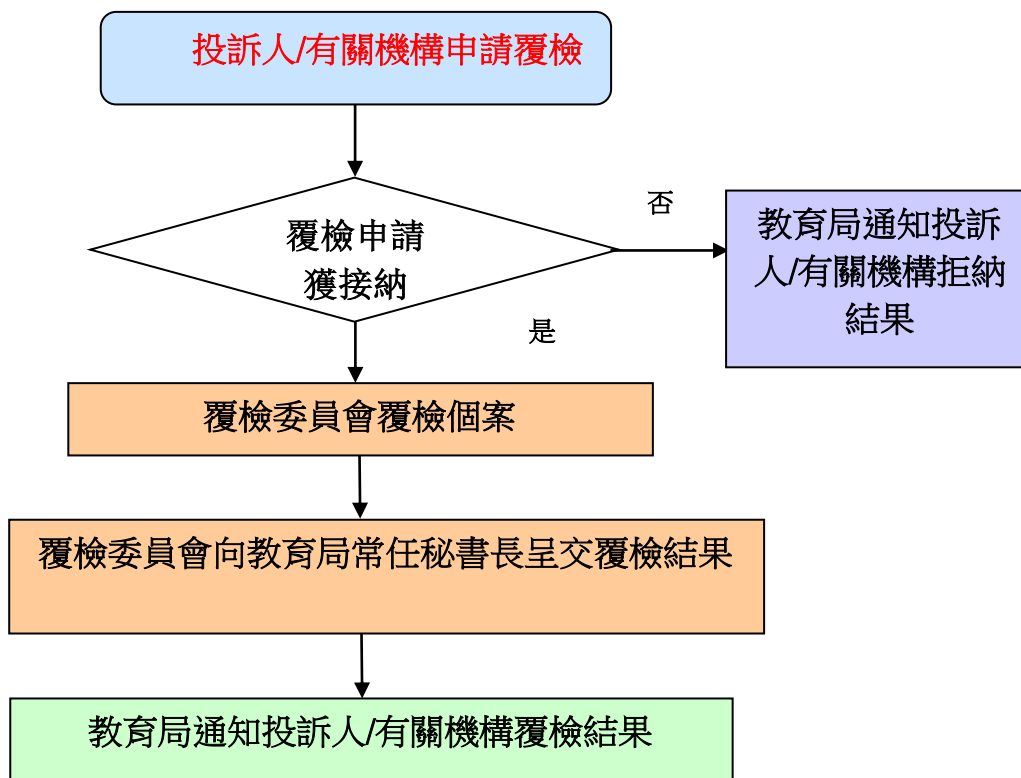 投訴人/有關機構申請覆檢
覆檢申請
獲接納
否
教育局通知投訴
人/有關機構拒納
結果
是
覆檢委員會覆檢個案
覆檢委員會向教育局常任秘書長呈交覆檢結果
教育局通知投訴人/有關機構覆檢結果